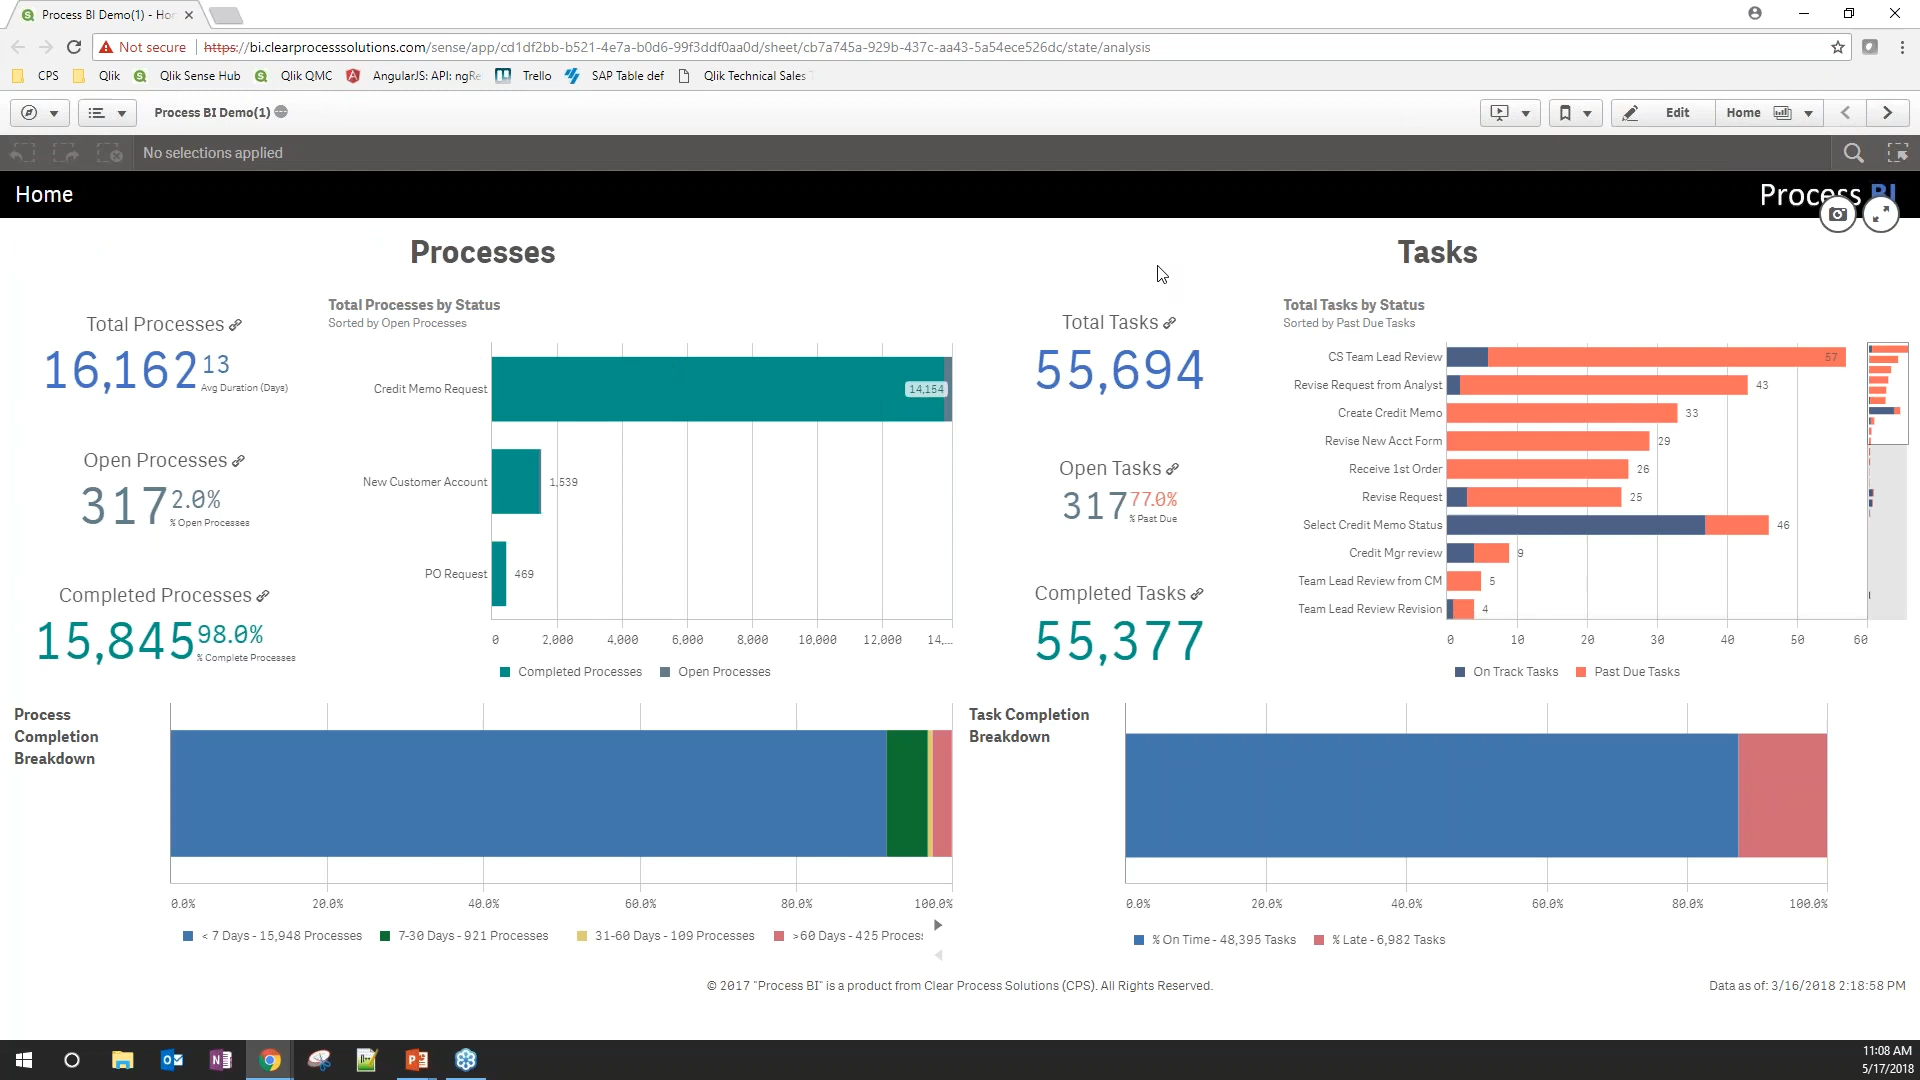 Process BI Demo(1) - Hor
Not secure
https://bi.clearprocesssolutions.com/sense/app/cd1df2bb-b521-4e7a-b0d6-99f3ddf0aa0d/sheet/cb7a745a-929b-437c-aa43-5a54ece526dc/state/analysis
CPS Qlik Qlik Sense Hub Qlik QMC AngularJS: API: ngRe Trello SAP Table def Qlik Technical Sales
Process BI Demo(1)
Edit
Home
No selections applied
Home
Process BI
Processes
Total Processes
16,162
13
Avg Duration (Days)
Open Processes
317
2.0%
% Open Processes
Completed Processes
15,845
98.0%
% Complete Processes
Total Processes by Status
Sorted by Open Processes
Credit Memo Request
14,154
New Customer Account
1,539
PO Request
469
0 2,000 4,000 6,000 8,000 10,000 12,000 14,...
Completed Processes Open Processes
Tasks
Total Tasks
55,694
Open Tasks
317
77.0%
% Past Due
Completed Tasks
55,377
Total Tasks by Status
Sorted by Past Due Tasks
CS Team Lead Review 57
Revise Request from Analyst 43
Create Credit Memo 33
Revise New Acct Form 29
Receive 1st Order 26
Revise Request 25
Select Credit Memo Status 46
Credit Mgr review 9
Team Lead Review from CM 5
Team Lead Review Revision 4
0 10 20 30 40 50 60
On Track Tasks Past Due Tasks
Process
Completion
Breakdown
0.0% 20.0% 40.0% 60.0% 80.0% 100.0%
< 7 Days - 15,948 Processes 7-30 Days - 921 Processes 31-60 Days - 109 Processes >60 Days - 425 Process
Task Completion
Breakdown
0.0% 20.0% 40.0% 60.0% 80.0% 100.0%
% On Time - 48,395 Tasks % Late - 6,982 Tasks
© 2017 "Process BI" is a product from Clear Process Solutions (CPS). All Rights Reserved.
Data as of: 3/16/2018 2:18:58 PM
11:08 AM
5/17/2018